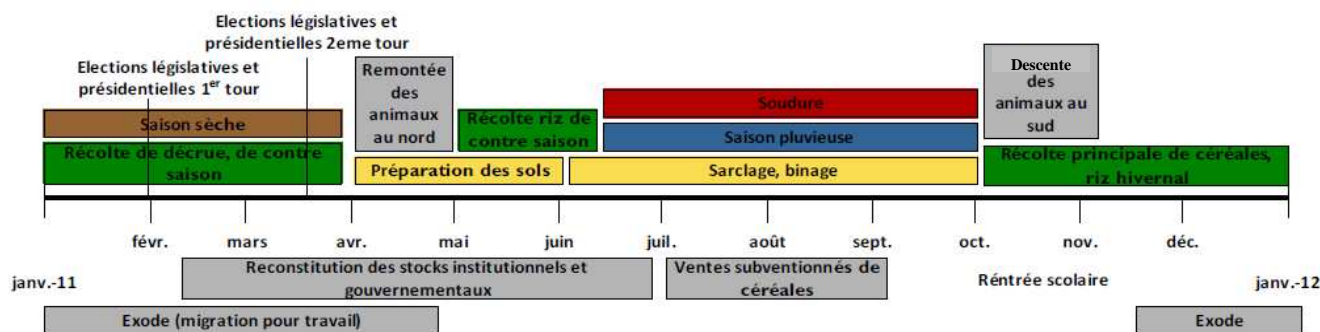 Elections législatives et
présidentielles 2eme tour
Elections législatives et
présidentielles 1er tour
Remontée
des
animaux
au nord
Descente
des
animaux au
sud
Saison sèche
Récolte riz de
contre saison
Soudure
Saison pluvieuse
Récolte de décrue, de contre
saison
Préparation des sols
Sarclage, binage
Récolte principale de céréales,
riz hivernal
févr.
mars
avr.
mai
juin
juil.
août
sept.
oct.
nov.
déc.
janv.-11
Reconstitution des stocks institutionnels et
gouvernementaux
Ventes subventionnés de
céréales
Réntrée scolaire
janv.-12
Exode (migration pour travail)
Exode